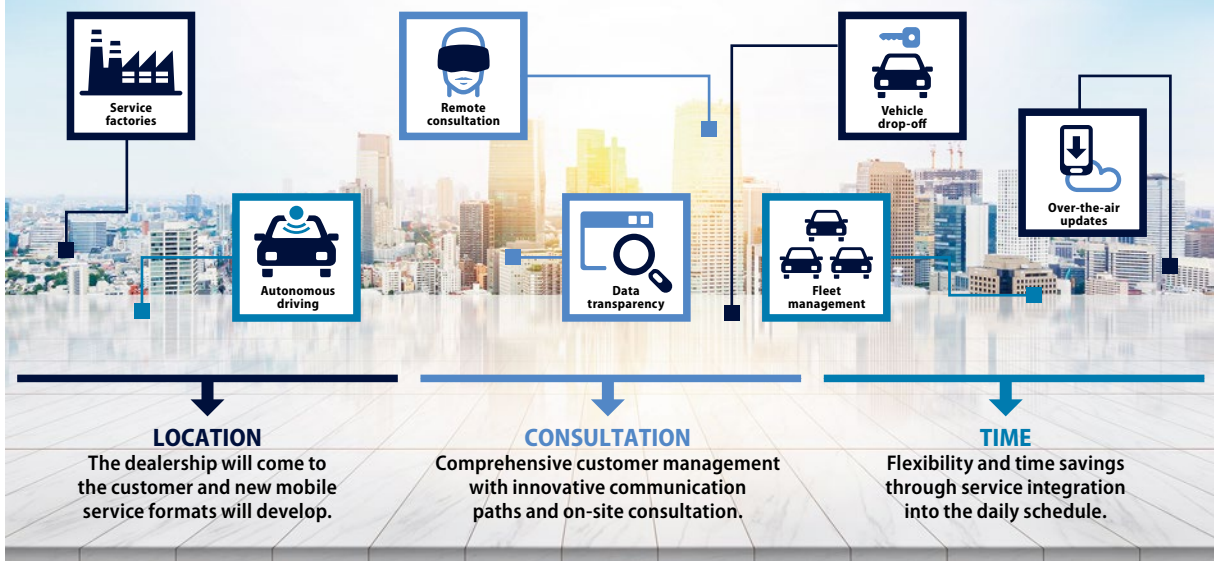 Service
factories
Remote
consultation
Vehicle
drop-off
Over-the-air
updates
Autonomous
driving
Data
transparency
Fleet
management
LOCATION
The dealership will come to
the customer and new mobile
service formats will develop.
CONSULTATION
Comprehensive customer management
with innovative communication
paths and on-site consultation.
TIME
Flexibility and time savings
through service integration
into the daily schedule.